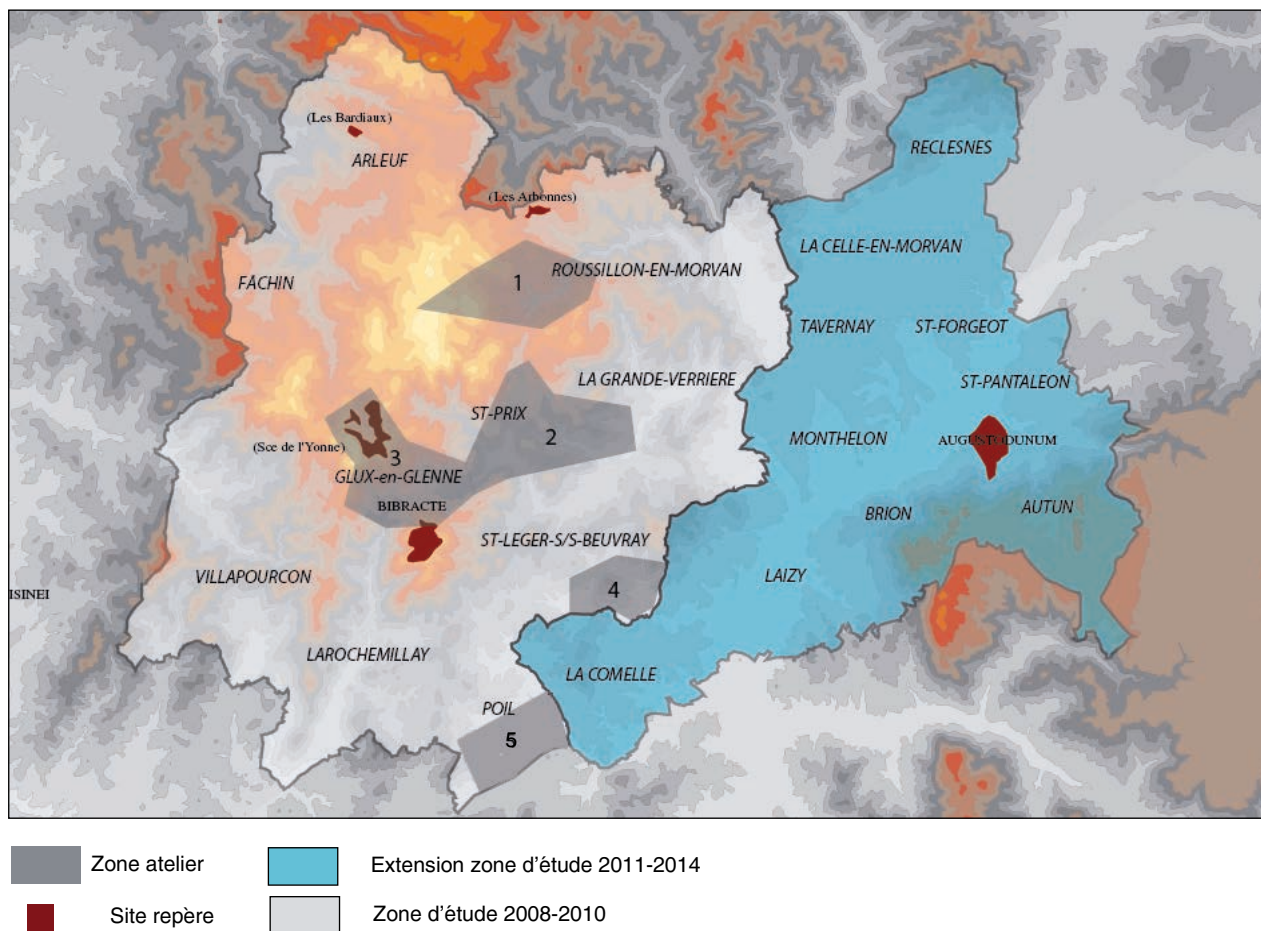 (Les Bardiaux)
ARLEUF
RECLESNES
(Les Arbonnes)
LA CELLE-EN-MORVAN
FÂCHIN
1
ROUSSILLON-EN-MORVAN
TAVERNAY
ST-FORGEOT
LA GRANDE-VERRIERE
ST-PANTALEON
ST-PRIX
2
MONTHELON
AUGUSTODUNUM
(Sce de l'Yonne)
3
GLUX-en-GLENNE
BIBRACTE
BRION
AUTUN
ST-LEGER-S/S-BEUVRAY
VILLAPOURCON
LAIZY
4
ISINEI
LAROCHEMILLAY
LA COMELLE
POIL
5
Zone atelier
Extension zone d'étude 2011-2014
Site repère
Zone d'étude 2008-2010